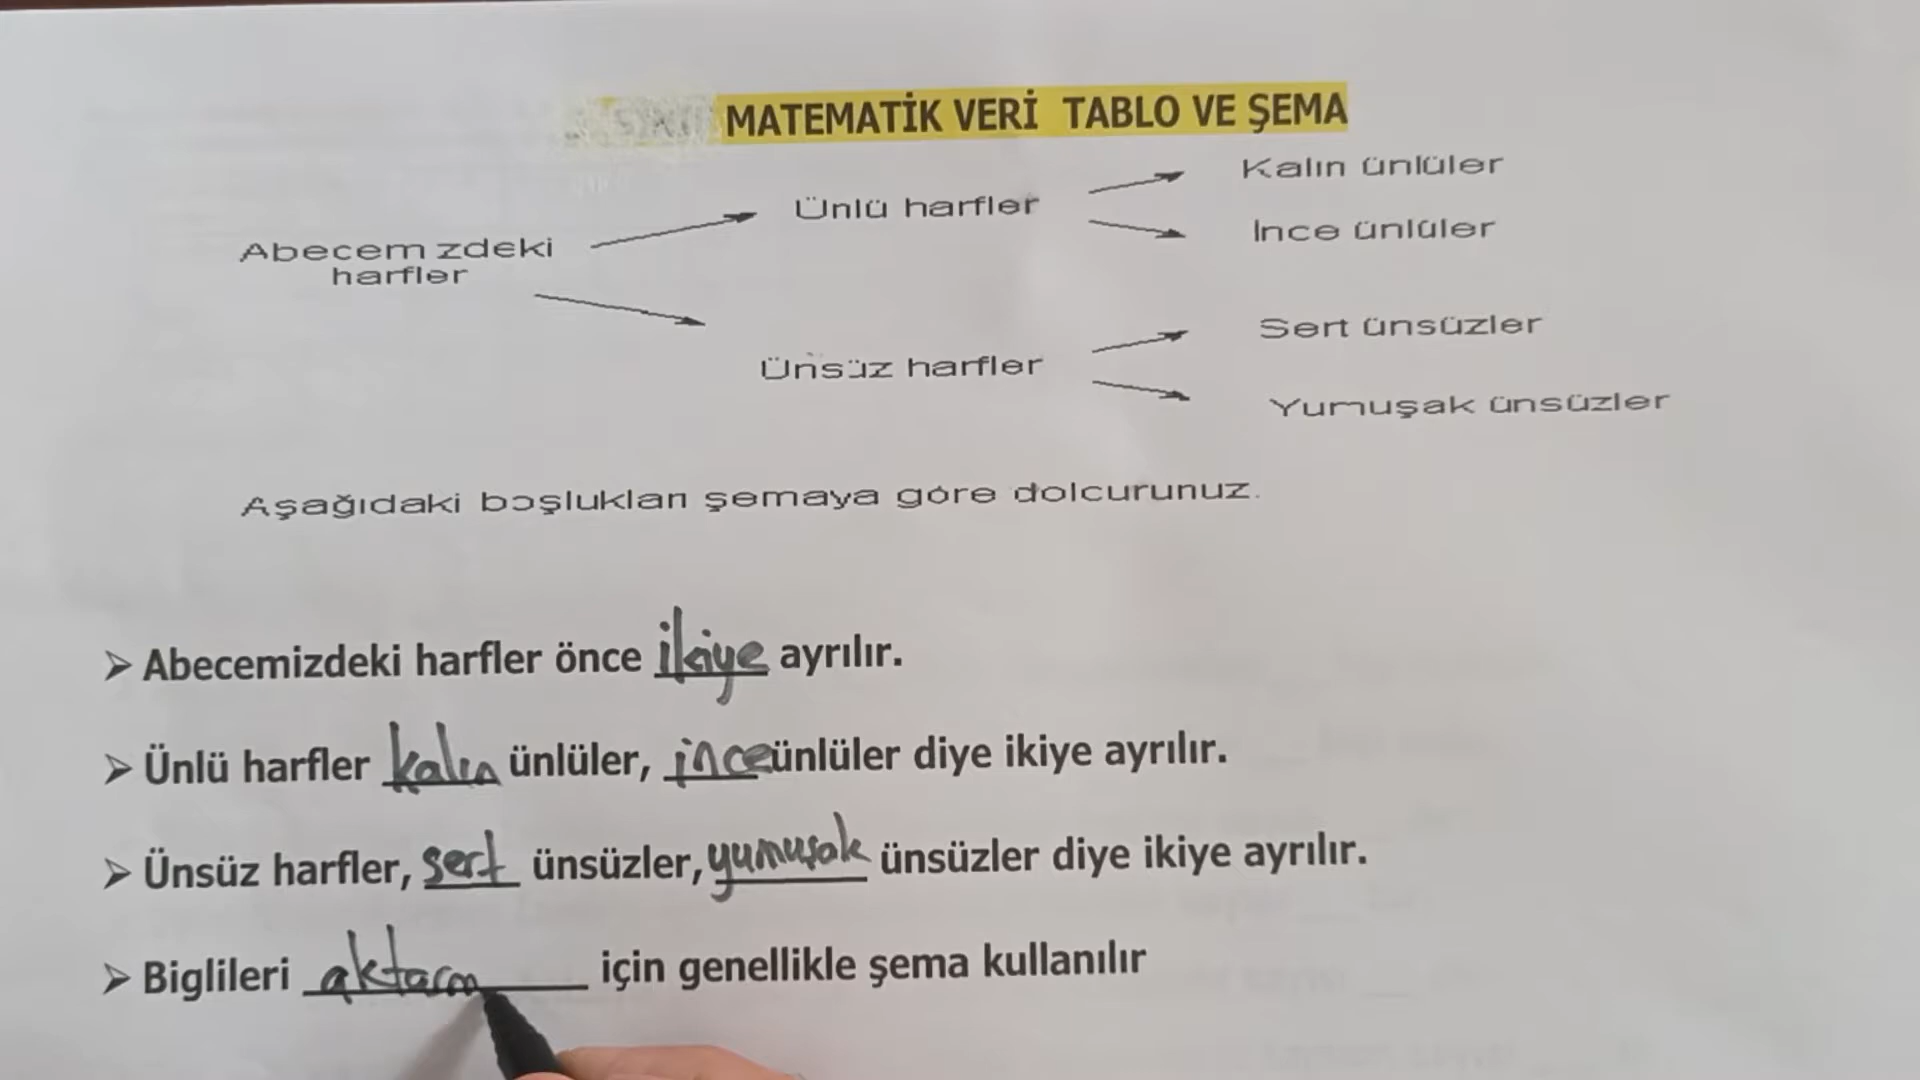 MATEMATİK VERİ TABLO VE ŞEMA
Kalın ünlüler
Ünlü harfler
İnce ünlüler
Abecem zdeki
harfler
Sert ünsüzler
Ünsüz harfler
Yumuşak ünsüzler
Aşağıdaki boşlukları şemaya göre dolcurunuz.
➢ Abecemizdeki harfler önce ikiye ayrılır.
➢ Ünlü harfler kalın ünlüler, ince ünlüler diye ikiye ayrılır.
➢ Ünsüz harfler, sert ünsüzler, yumuşak ünsüzler diye ikiye ayrılır.
➢ Biglileri aktarm için genellikle şema kullanılır